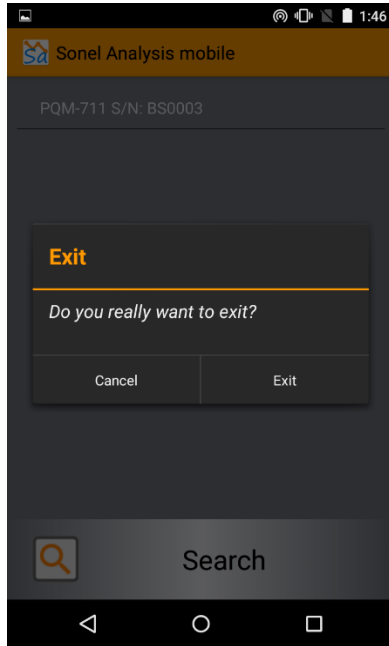 1:46
Sa Sonel Analysis mobile
PQM-711 S/N: BS0003
Exit
Do you really want to exit?
Cancel Exit
Search